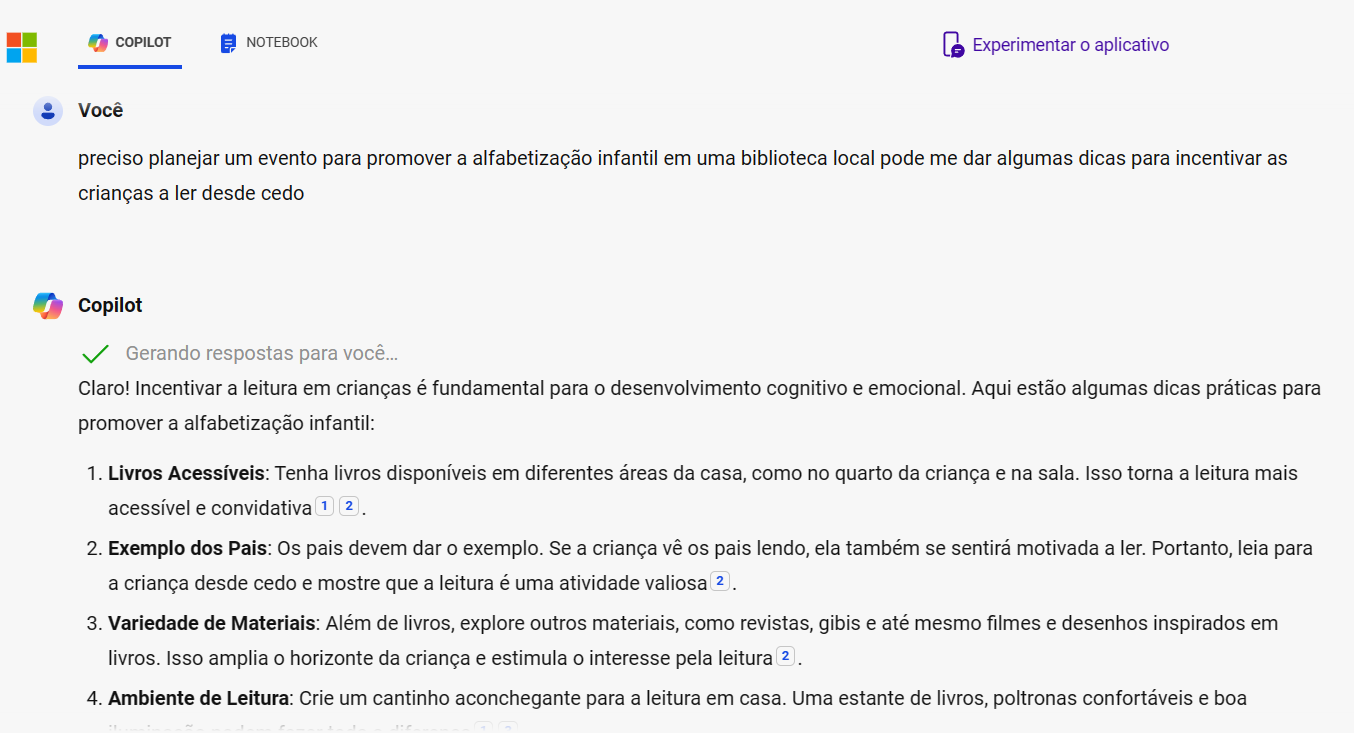 COPILOT NOTEBOOK Experimentar o aplicativo
Você
preciso planejar um evento para promover a alfabetização infantil em uma biblioteca local pode me dar algumas dicas para incentivar as
crianças a ler desde cedo
Copilot
Gerando respostas para você...
Claro! Incentivar a leitura em crianças é fundamental para o desenvolvimento cognitivo e emocional. Aqui estão algumas dicas práticas para
promover a alfabetização infantil:
1. Livros Acessíveis: Tenha livros disponíveis em diferentes áreas da casa, como no quarto da criança e na sala. Isso torna a leitura mais
acessível e convidativa 1 2 .
2. Exemplo dos Pais: Os pais devem dar o exemplo. Se a criança vê os pais lendo, ela também se sentirá motivada a ler. Portanto, leia para
a criança desde cedo e mostre que a leitura é uma atividade valiosa 2 .
3. Variedade de Materiais: Além de livros, explore outros materiais, como revistas, gibis e até mesmo filmes e desenhos inspirados em
livros. Isso amplia o horizonte da criança e estimula o interesse pela leitura 2 .
4. Ambiente de Leitura: Crie um cantinho aconchegante para a leitura em casa. Uma estante de livros, poltronas confortáveis e boa